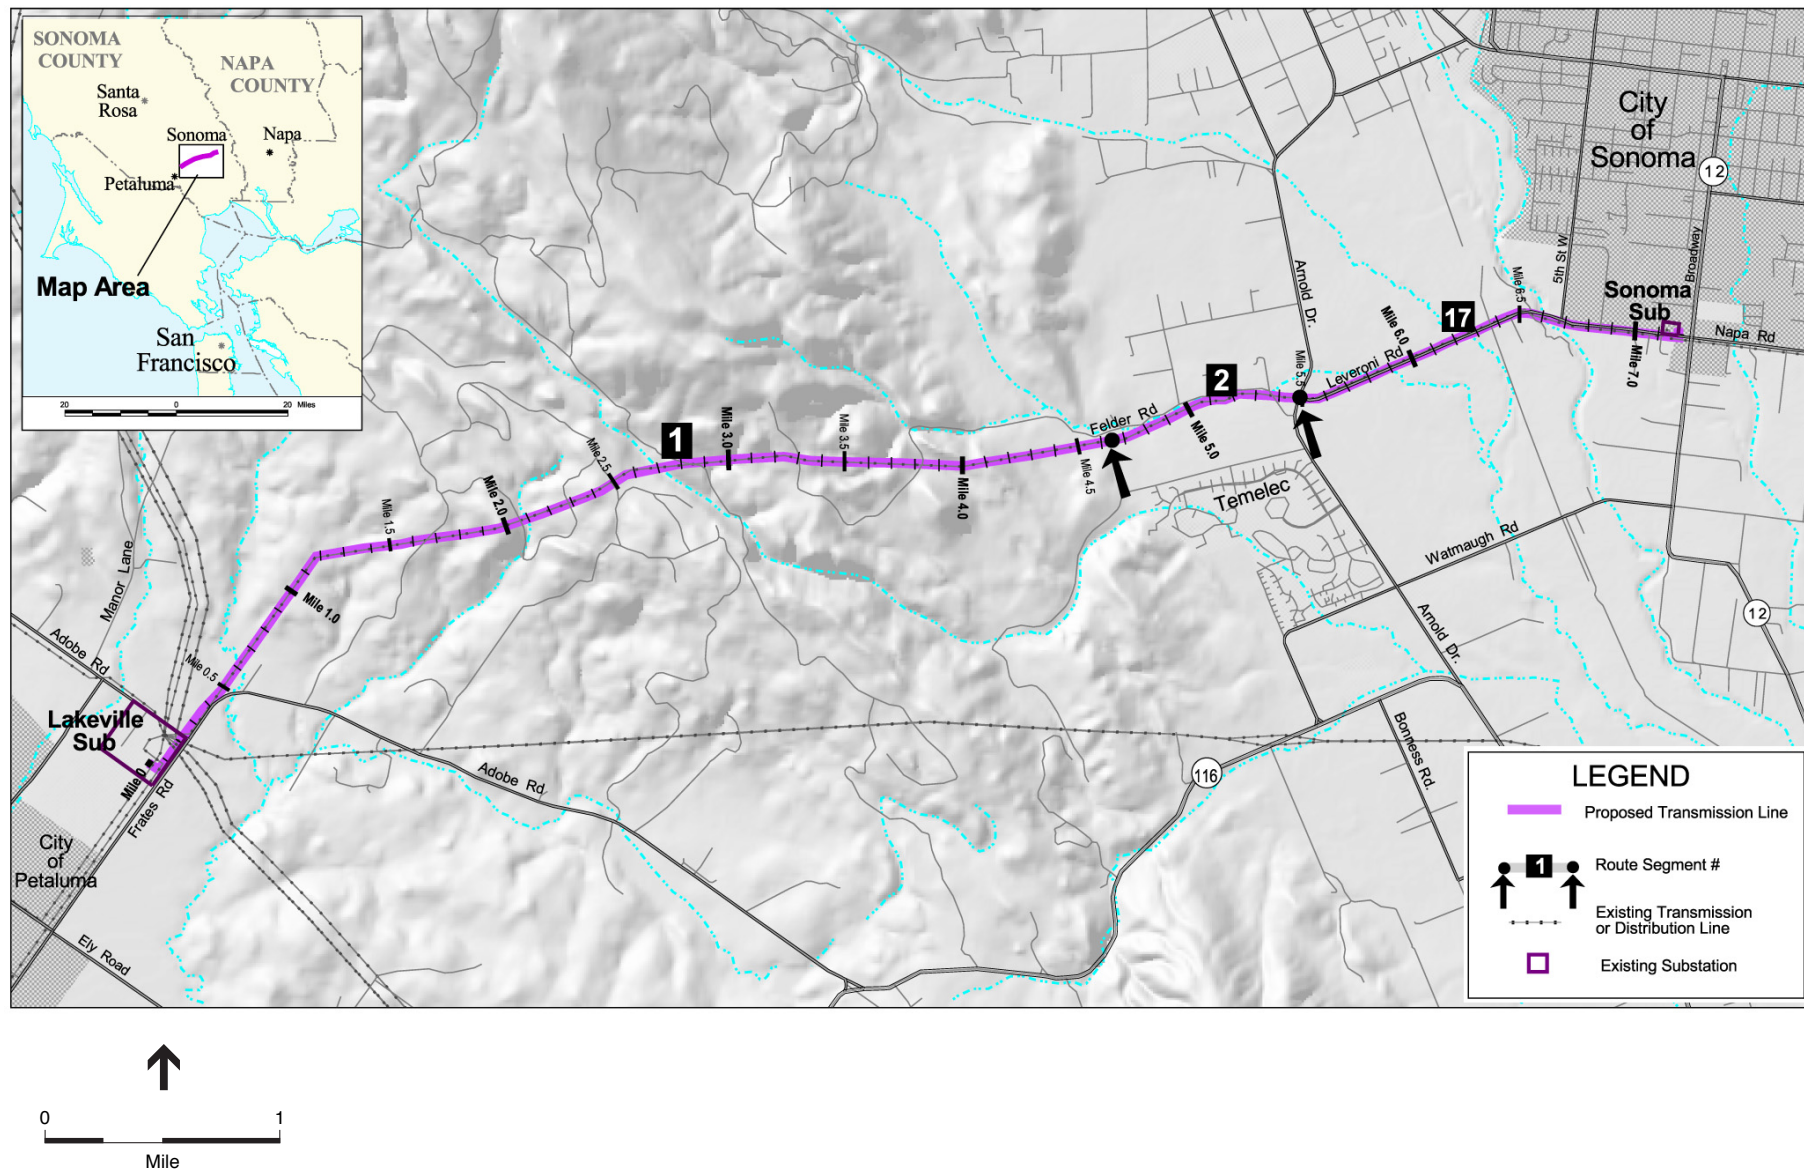 SONOMA
COUNTY
NAPA
COUNTY
Santa
Rosa
Sonoma
Napa
Petaluma
Map Area
San
Francisco
20
0
20
Miles
City
of
Sonoma
12
5th St W
Broadway
Sonoma
Sub
Napa Rd
Mile 7.0
Mile 6.5
17
Mile 6.0
Leveroni Rd
Arnold Dr.
Mile 5.5
2
Mile 5.0
Felder Rd
Mile 4.5
Mile 4.0
Mile 3.5
Mile 3.0
1
Mile 2.5
Mile 2.0
Mile 1.5
Mile 1.0
Mile 0.5
Mile 0
Temelec
Watmaugh Rd
Arnold Dr.
12
Manor Lane
Adobe Rd
Lakeville
Sub
Frates Rd
Adobe Rd
116
Bonness Rd.
City
of
Petaluma
Ely Road
LEGEND
Proposed Transmission Line
1
Route Segment #
Existing Transmission
or Distribution Line
Existing Substation
0
1
Mile